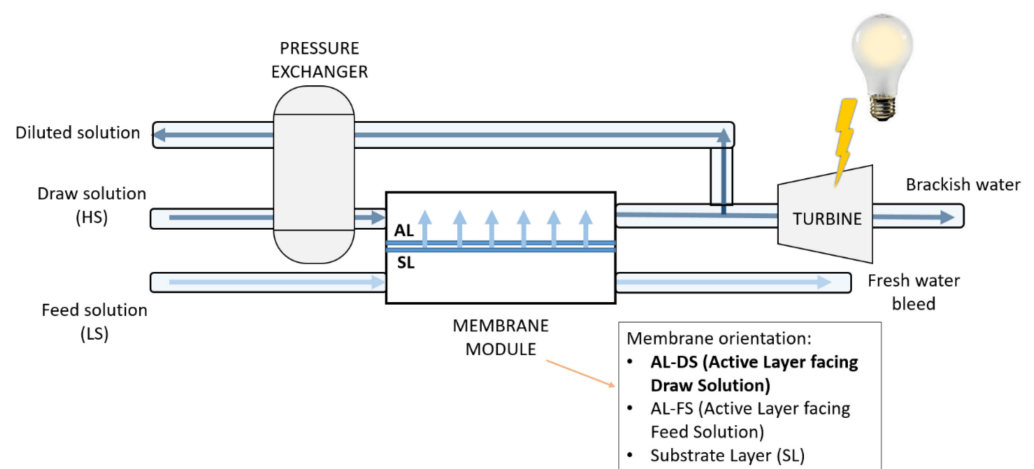 PRESSURE
EXCHANGER
Diluted solution
Draw solution
(HS)
Brackish water
TURBINE
AL
SL
Feed solution
(LS)
Fresh water
bleed
MEMBRANE
MODULE
Membrane orientation:
• AL-DS (Active Layer facing
Draw Solution)
• AL-FS (Active Layer facing
Feed Solution)
• Substrate Layer (SL)